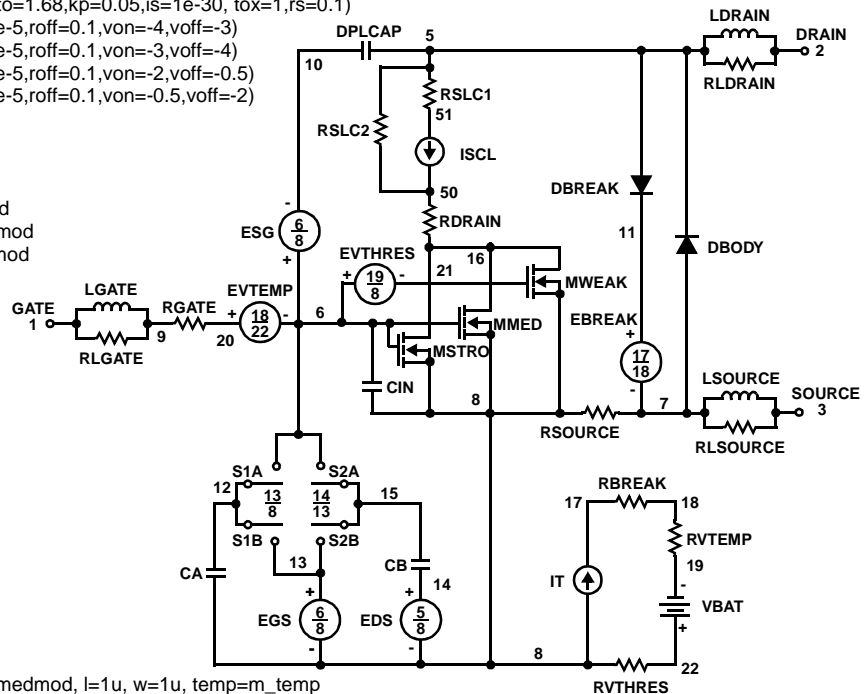 to=1.68,kp=0.05,is=1e-30, tox=1,rs=0.1)
e-5,roff=0.1,von=-4,voff=-3)
e-5,roff=0.1,von=-3,voff=-4)
e-5,roff=0.1,von=-2,voff=-0.5)
e-5,roff=0.1,von=-0.5,voff=-2)
d
mod
mod
medmod, l=1u, w=1u, temp=m_temp
DPLCAP
10
5
LDRAIN
DRAIN
2
RLDRAIN
RSLC1
51
RSLC2
ISCL
50
RDRAIN
DBREAK
11
DBODY
-
ESG
6
8
+
EVTHRES
+
19
8
-
21
16
MWEAK
LGATE
GATE
1
RLGATE
9
RGATE
20
EVTEMP
+
18
22
-
6
MMED
MSTRO
CIN
8
EBREAK
+
17
18
-
7
RSOURCE
LSOURCE
SOURCE
3
RLSOURCE
S1A
S2A
12
13
8
14
13
15
S1B
S2B
13
CA
CB
14
+
EGS
6
8
-
+
EDS
5
8
-
8
RBREAK
17
18
RVTEMP
19
IT
-
VBAT
+
22
RVTHRES